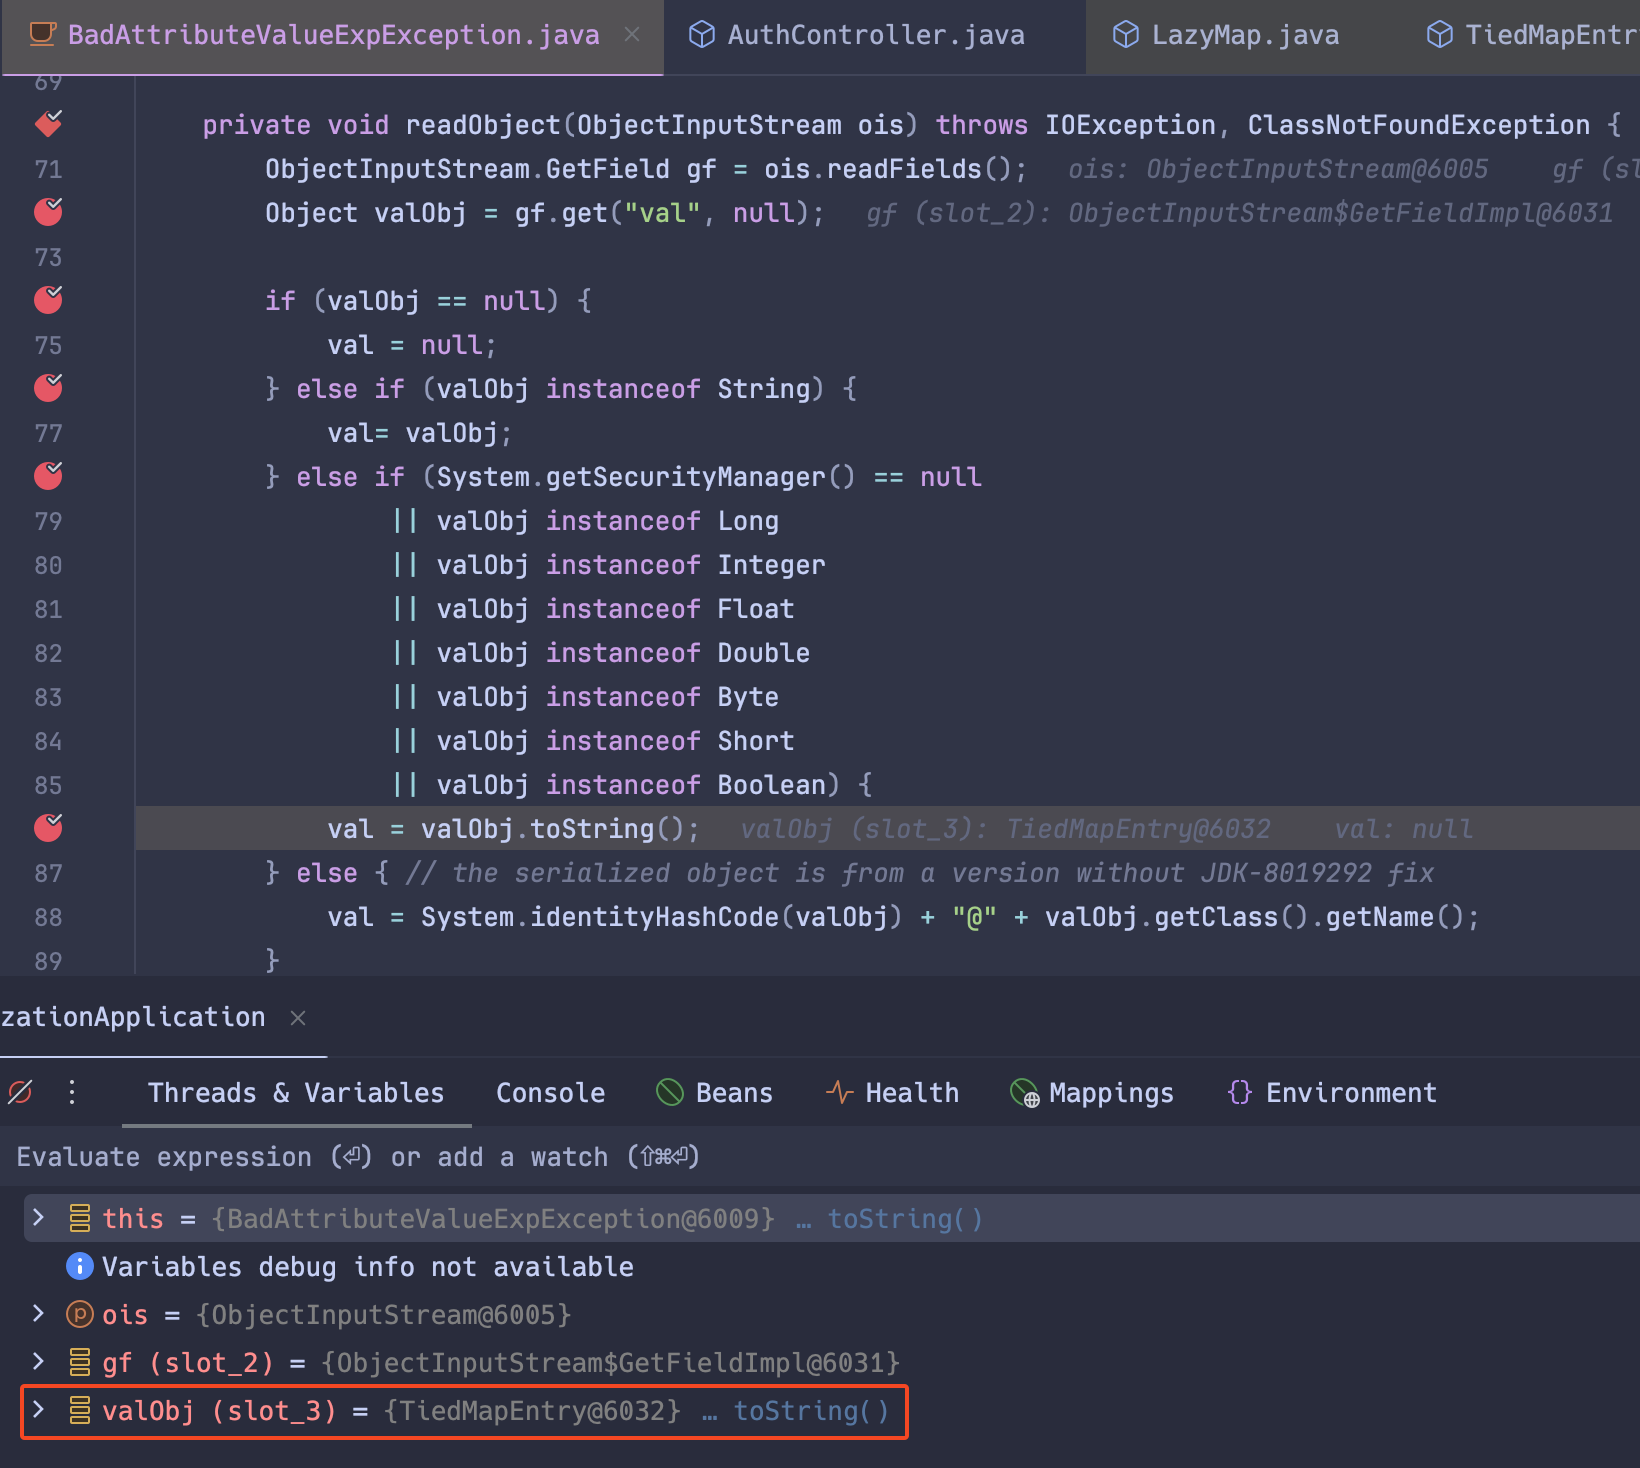 BadAttributeValueExpException.java × AuthController.java LazyMap.java TiedMapEntry
69
private void readObject(ObjectInputStream ois) throws IOException, ClassNotFoundException {
71 ObjectInputStream.GetField gf = ois.readFields(); ois: ObjectInputStream@6005 gf (sl
Object valObj = gf.get("val", null); gf (slot_2): ObjectInputStream$GetFieldImpl@6031
73
if (valObj == null) {
75 val = null;
} else if (valObj instanceof String) {
77 val= valObj;
} else if (System.getSecurityManager() == null
79 || valObj instanceof Long
80 || valObj instanceof Integer
81 || valObj instanceof Float
82 || valObj instanceof Double
83 || valObj instanceof Byte
84 || valObj instanceof Short
85 || valObj instanceof Boolean) {
val = valObj.toString(); valObj (slot_3): TiedMapEntry@6032 val: null
87 } else { // the serialized object is from a version without JDK-8019292 fix
88 val = System.identityHashCode(valObj) + "@" + valObj.getClass().getName();
89 }
zationApplication ×
Threads & Variables Console Beans Health Mappings {} Environment
Evaluate expression (⏎) or add a watch (⇧⌘⏎)
this = {BadAttributeValueExpException@6009} … toString()
Variables debug info not available
ois = {ObjectInputStream@6005}
gf (slot_2) = {ObjectInputStream$GetFieldImpl@6031}
valObj (slot_3) = {TiedMapEntry@6032} … toString()